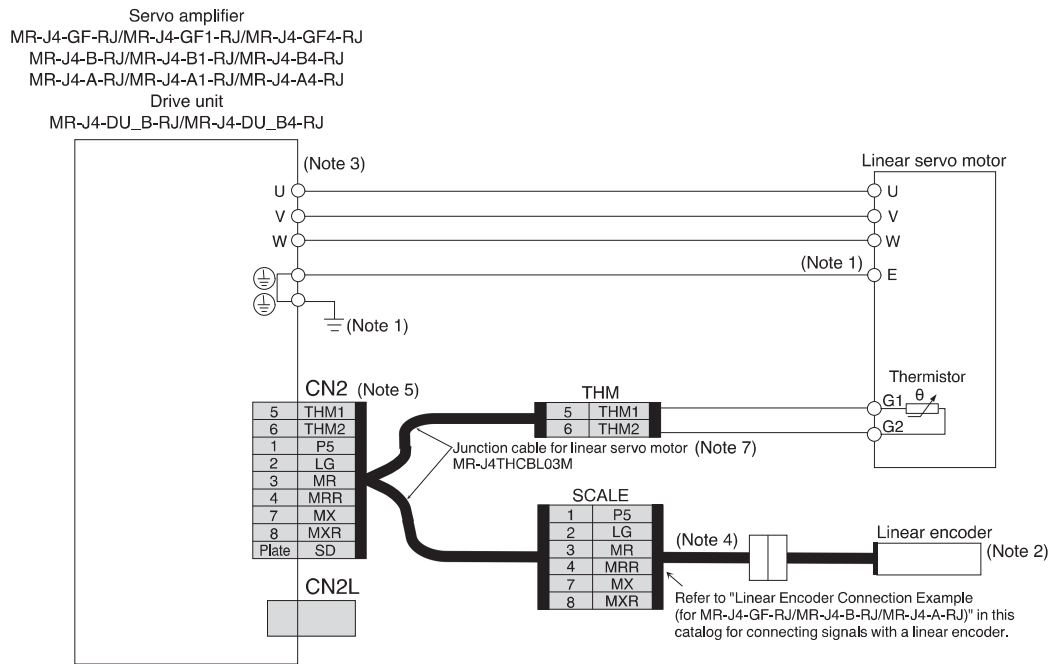 Servo amplifier
MR-J4-GF-RJ/MR-J4-GF1-RJ/MR-J4-GF4-RJ
MR-J4-B-RJ/MR-J4-B1-RJ/MR-J4-B4-RJ
MR-J4-A-RJ/MR-J4-A1-RJ/MR-J4-A4-RJ
Drive unit
MR-J4-DU_B-RJ/MR-J4-DU_B4-RJ
(Note 3)
Linear servo motor
U U
V V
W W
(Note 1) E
(Note 1)
CN2 (Note 5)
5 THM1
6 THM2
1 P5
2 LG
3 MR
4 MRR
7 MX
8 MXR
Plate SD
THM
5 THM1
6 THM2
Thermistor
G1 θ
G2
Junction cable for linear servo motor (Note 7)
MR-J4THCBL03M
SCALE
1 P5
2 LG
3 MR
4 MRR
7 MX
8 MXR
(Note 4)
Linear encoder
(Note 2)
CN2L
Refer to "Linear Encoder Connection Example
(for MR-J4-GF-RJ/MR-J4-B-RJ/MR-J4-A-RJ)" in this
catalog for connecting signals with a linear encoder.